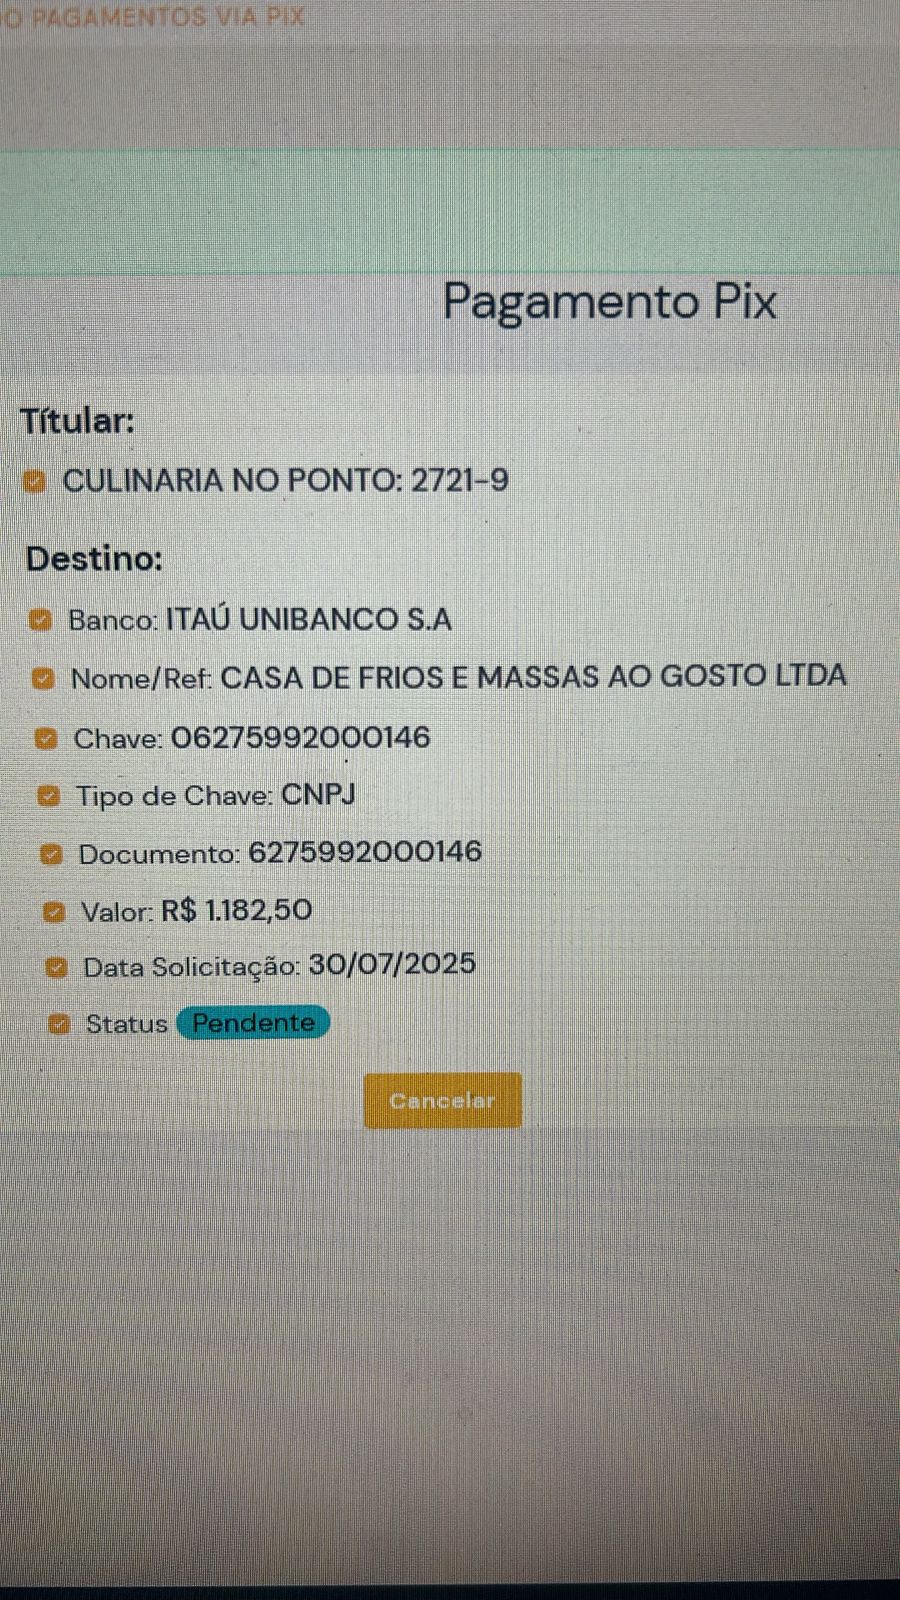 O PAGAMENTOS VIA PIX
Pagamento Pix
Títular:
CULINARIA NO PONTO: 2721-9
Destino:
Banco: ITAÚ UNIBANCO S.A
Nome/Ref: CASA DE FRIOS E MASSAS AO GOSTO LTDA
Chave: 06275992000146
Tipo de Chave: CNPJ
Documento: 6275992000146
Valor: R$ 1.182,50
Data Solicitação: 30/07/2025
Status Pendente
Cancelar